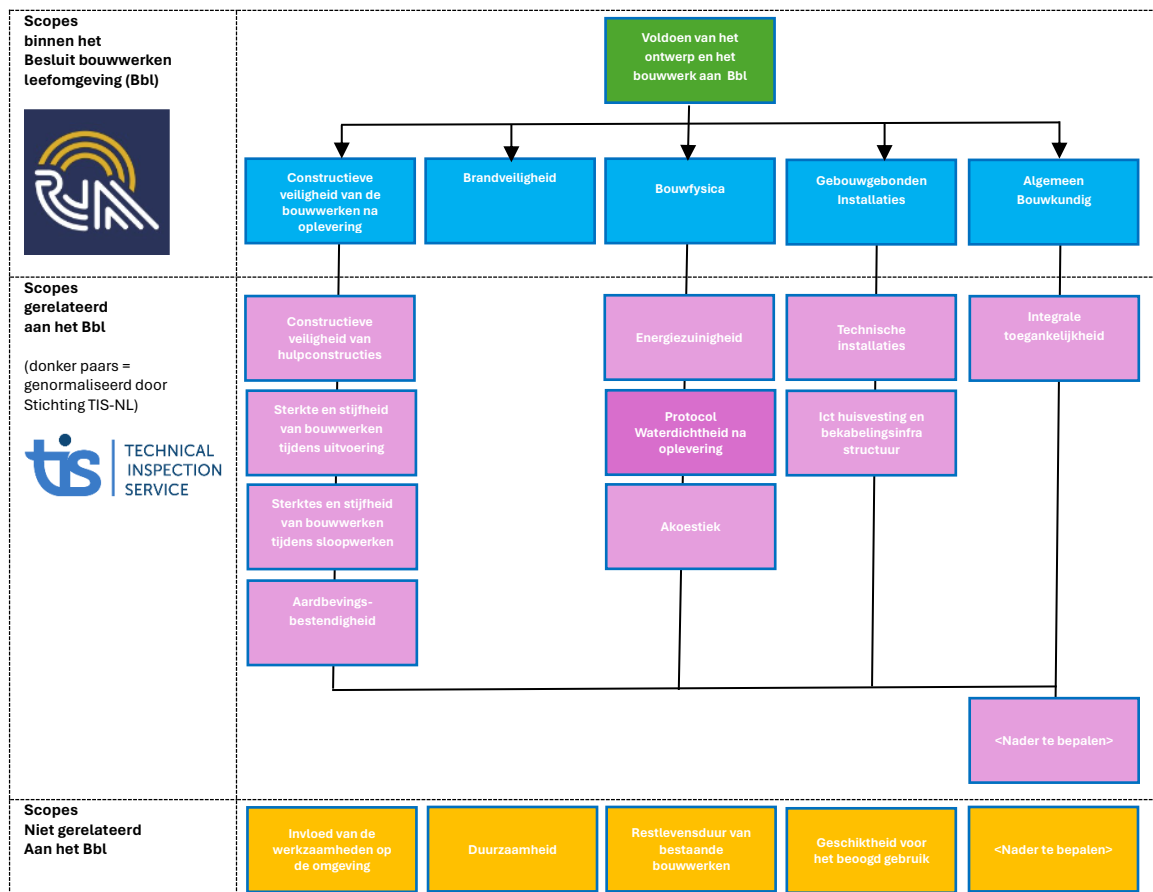 Scopes
binnen het
Besluit bouwwerken
leefomgeving (Bbl)
Voldoen van het
ontwerp en het
bouwwerk aan Bbl
Constructieve
veiligheid van de
bouwwerken na
oplevering
Brandveiligheid
Bouwfysica
Gebouwgebonden
Installaties
Algemeen
Bouwkundig
Scopes
gerelateerd
aan het Bbl
(donker paars =
genormaliseerd door
Stichting TIS-NL)
tis
TECHNICAL
INSPECTION
SERVICE
Constructieve
veiligheid van
hulpconstructies
Energiezuinigheid
Technische
installaties
Integrale
toegankelijkheid
Sterkte en stijfheid
van bouwwerken
tijdens uitvoering
Protocol
Waterdichtheid na
oplevering
Ict huisvesting en
bekabelingsinfra
structuur
Sterktes en stijfheid
van bouwwerken
tijdens sloopwerken
Akoestiek
Aardbevings-
bestendigheid
<Nader te bepalen>
Scopes
Niet gerelateerd
Aan het Bbl
Invloed van de
werkzaamheden op
de omgeving
Duurzaamheid
Restlevensduur van
bestaande
bouwwerken
Geschiktheid voor
het beoogd gebruik
<Nader te bepalen>